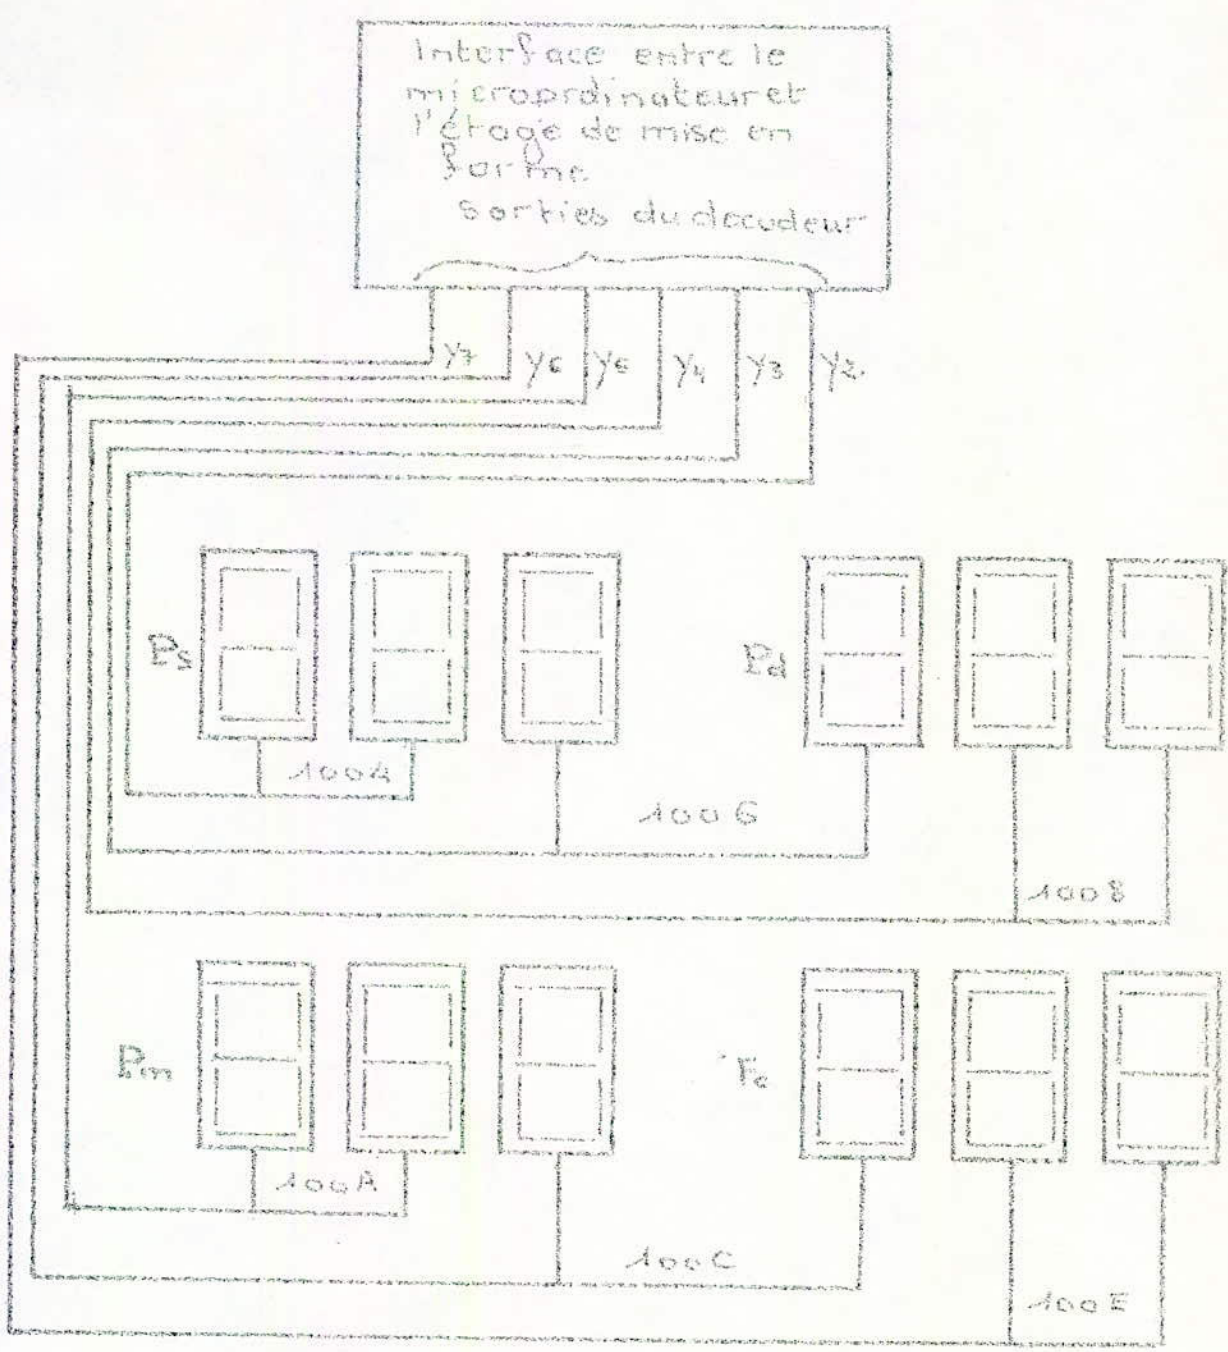 Interface entre le
microprdinateur et
l'étage de mise en
forme
sorties du decodeur
Y7 Y6 Y5 Y4 Y3 Y2
Ps
Pd
1004
1006
1008
Pm
Fc
100A
100C
100E